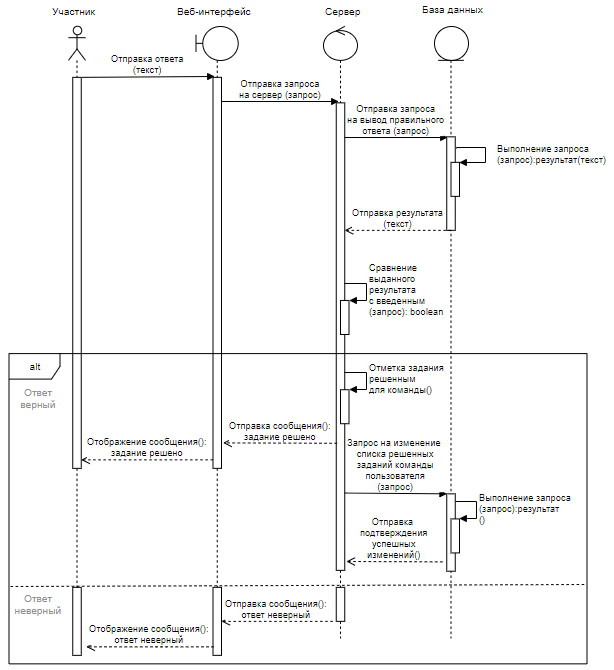 Участник
Веб-интерфейс
Сервер
База данных
Отправка ответа
(текст)
Отправка запроса
на сервер (запрос)
Отправка запроса
на вывод правильного
ответа (запрос)
Выполнение запроса
(запрос):результат(текст)
Отправка результата
(текст)
Сравнение
выданного
результата
с введенным
(запрос): boolean
alt
Ответ
верный
Отметка задания
решенным
для команды()
Отправка сообщения():
задание решено
Отображение сообщения():
задание решено
Запрос на изменение
списка решенных
заданий команды
пользователя
(запрос)
Выполнение запроса
(запрос):результат
()
Отправка
подтверждения
успешных
изменений()
Ответ
неверный
Отправка сообщения():
ответ неверный
Отображение сообщения():
ответ неверный